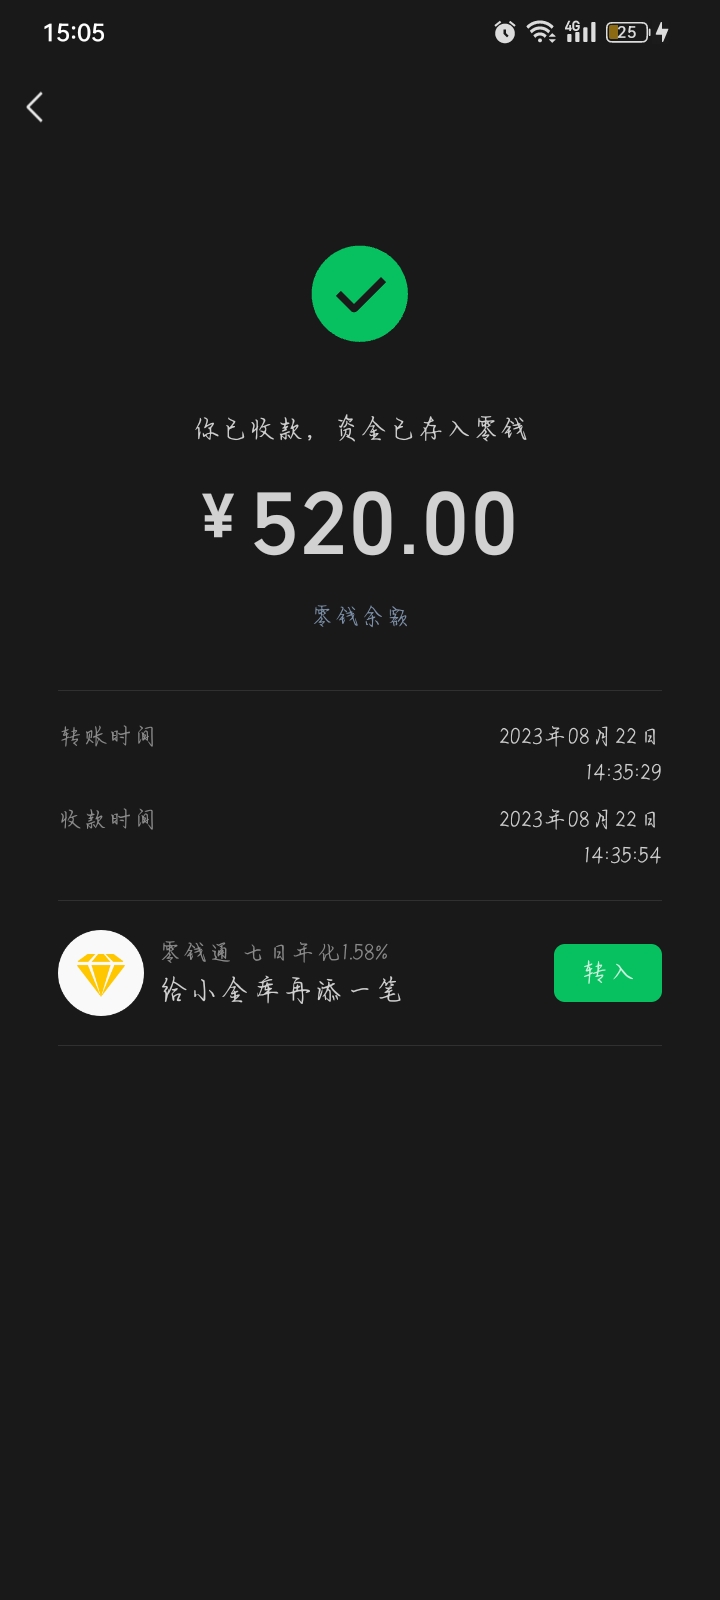 15:05
4G
25
你已收款，资金已存入零钱
¥520.00
零钱余额
转账时间
2023年08月22日
14:35:29
收款时间
2023年08月22日
14:35:54
零钱通 七日年化1.58%
给小金库再添一笔
转入